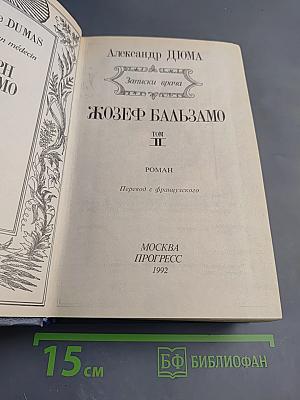 DUMAS
médecin
Александр ДЮМА
Записки врача
ЖОЗЕФ БАЛЬЗАМО
ТОМ
II
РОМАН
Перевод с французского
МОСКВА
ПРОГРЕСС
1992
15 см
БФ БИБЛИОФАН